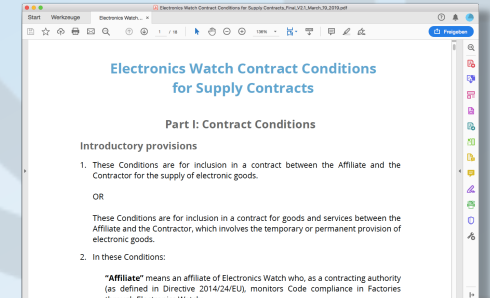 Electronics Watch Contract Conditions for Supply Contracts_Final_V2.1_March_19_2019.pdf
Start Werkzeuge Electronics Watch... ×
1 / 18 136% Freigeben
Electronics Watch Contract Conditions
for Supply Contracts
Part I: Contract Conditions
Introductory provisions
1. These Conditions are for inclusion in a contract between the Affiliate and the
Contractor for the supply of electronic goods.
OR
These Conditions are for inclusion in a contract for goods and services between the
Affiliate and the Contractor, which involves the temporary or permanent provision of
electronic goods.
2. In these Conditions:
"Affiliate" means an affiliate of Electronics Watch who, as a contracting authority
(as defined in Directive 2014/24/EU), monitors Code compliance in Factories
through Electronics Watch.